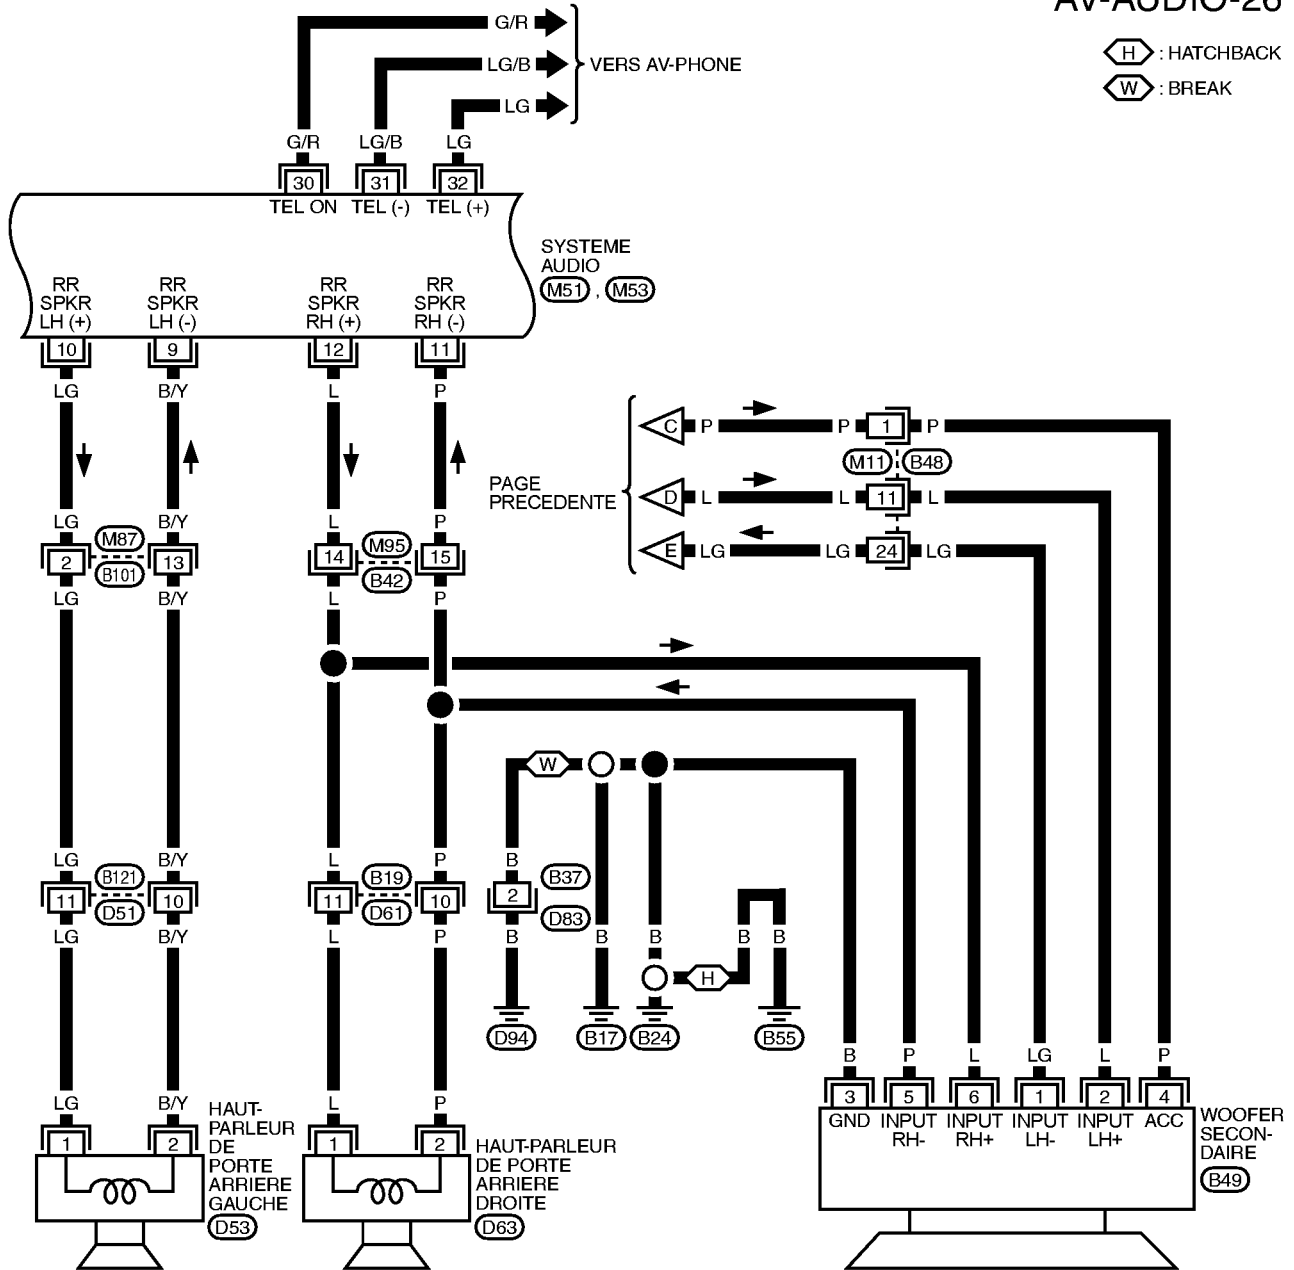 AV-AUDIO-26
H : HATCHBACK
W : BREAK
G/R
LG/B
LG
VERS AV-PHONE
G/R LG/B LG
30 31 32
TEL ON TEL (-) TEL (+)
SYSTEME
AUDIO
M51 , M53
RR
SPKR
LH (+)
RR
SPKR
LH (-)
RR
SPKR
RH (+)
RR
SPKR
RH (-)
10 9 12 11
LG B/Y L P
PAGE
PRECEDENTE
C P P 1 P
M11 B48
D L L 11 L
E LG LG 24 LG
LG B/Y L P
2 M87 B101 13
14 M95 B42 15
LG B/Y L P
W
LG B/Y L P B
11 B121 D51 10
11 B19 D61 10
2 B37 D83
LG B/Y L P B B B B B
H
D94 B17 B24 B55
B P L LG L P
3 5 6 1 2 4
GND
INPUT
RH-
INPUT
RH+
INPUT
LH-
INPUT
LH+
ACC
WOOFER
SECON-
DAIRE
B49
LG B/Y L P
1 2
HAUT-
PARLEUR
DE
PORTE
ARRIERE
GAUCHE
D53
1 2
HAUT-PARLEUR
DE PORTE
ARRIERE
DROITE
D63